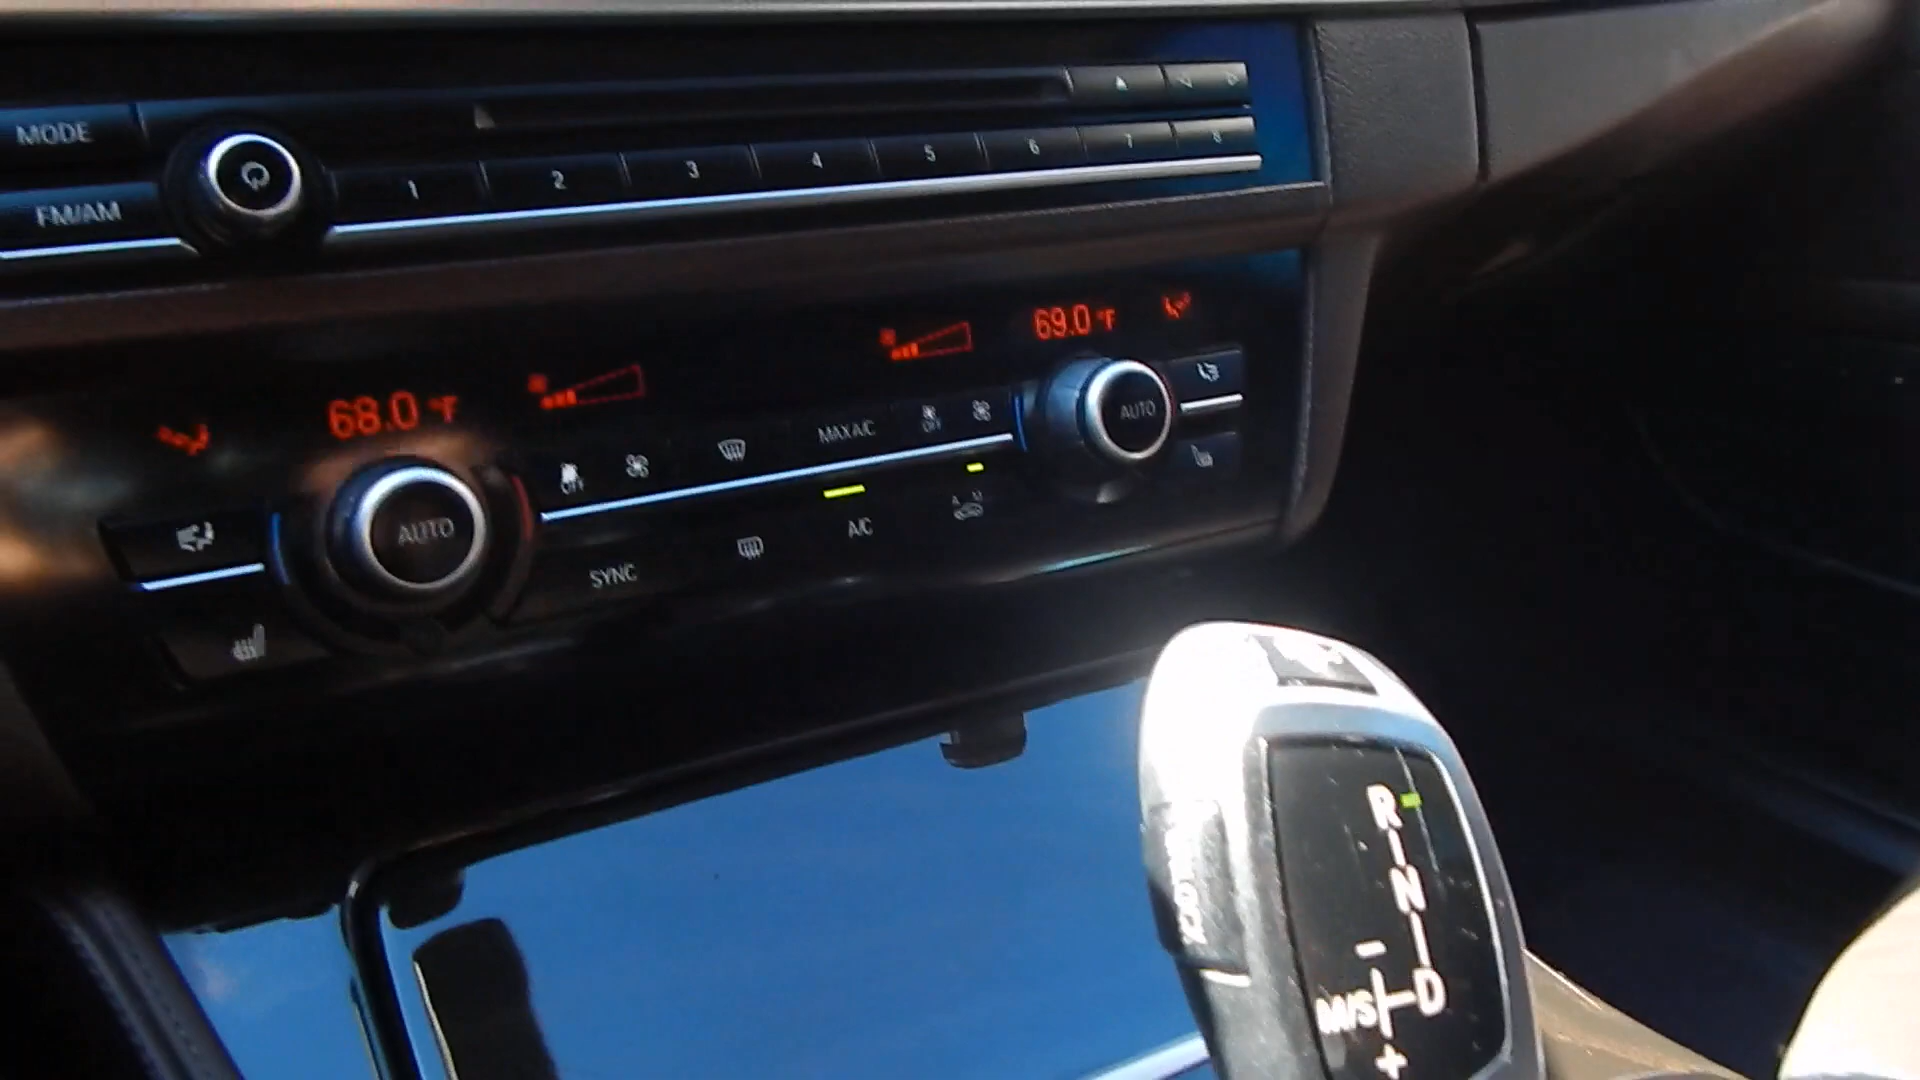 MODE
FM/AM
1 2 3 4 5 6 7 8
68.0 °F
69.0 °F
AUTO
OFF
MAX A/C
OFF
AUTO
SYNC
A/C
A M
R
N
D
M/S
-
+